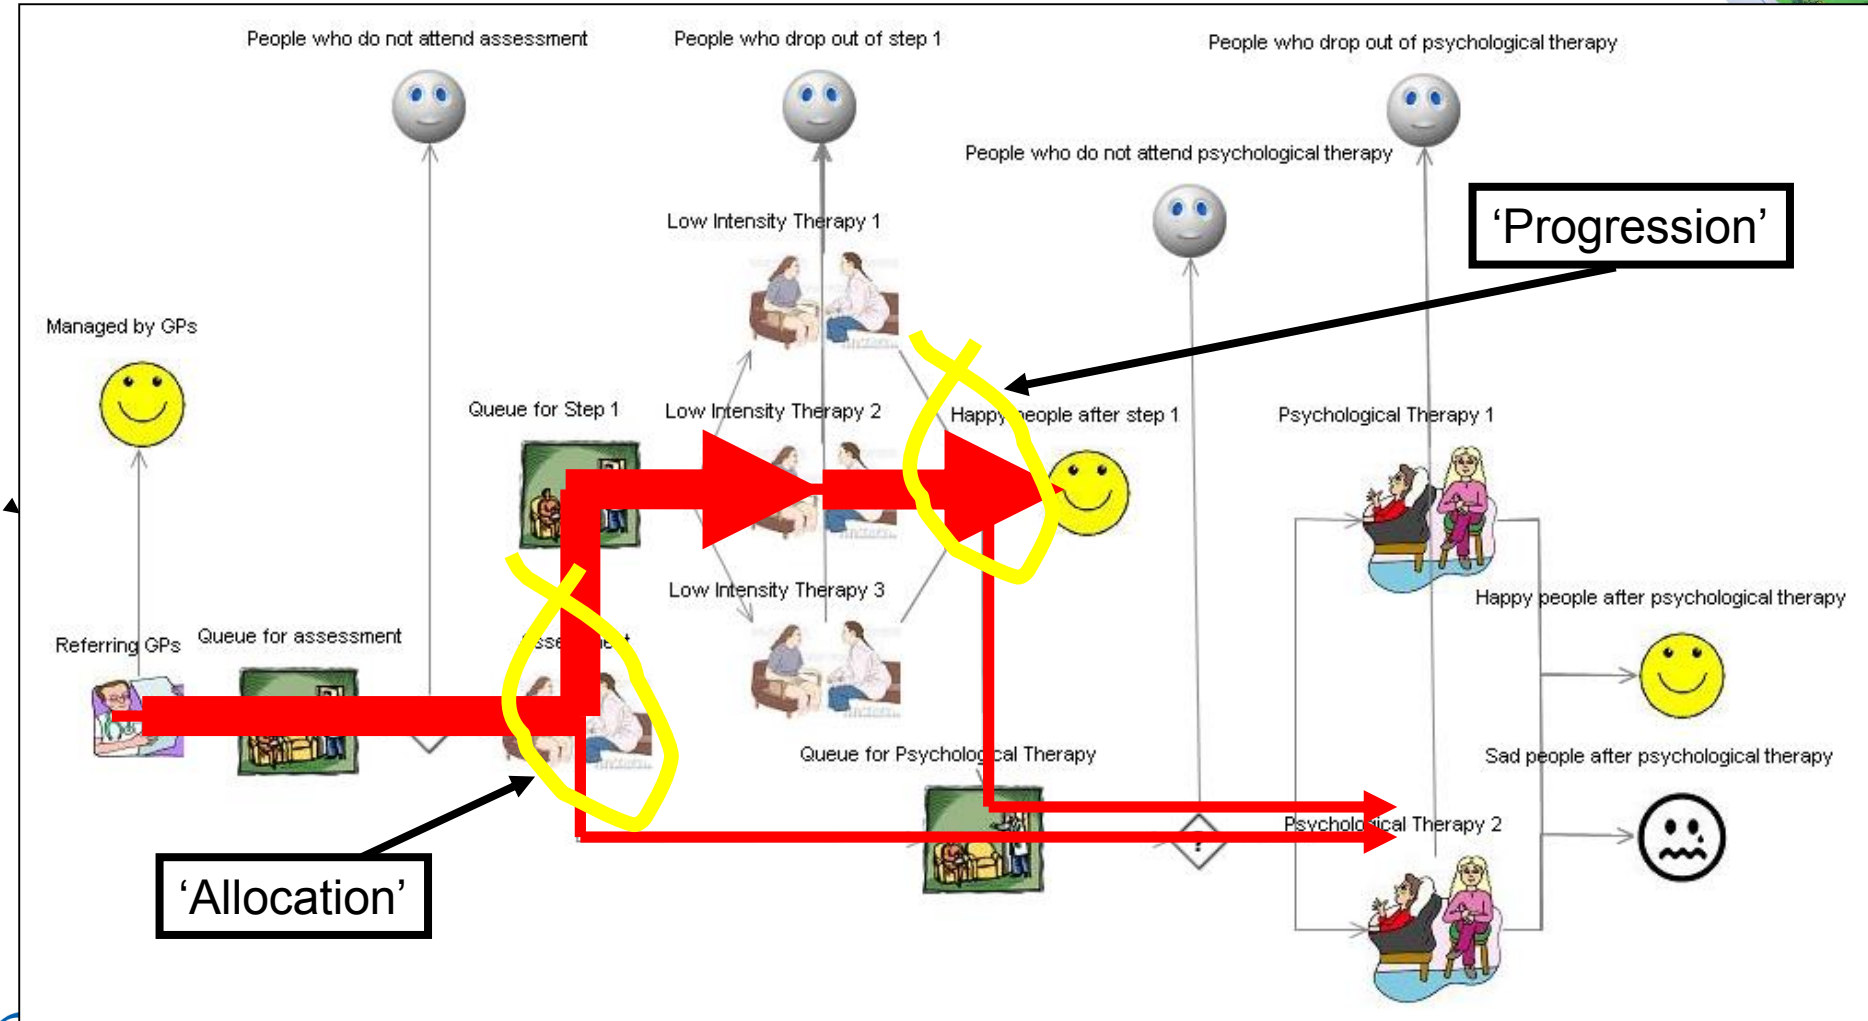 People who do not attend assessment
People who drop out of step 1
People who drop out of psychological therapy
People who do not attend psychological therapy
Low Intensity Therapy 1
‘Progression’
Managed by GPs
Queue for Step 1
Low Intensity Therapy 2
Happy people after step 1
Psychological Therapy 1
Low Intensity Therapy 3
Happy people after psychological therapy
Referring GPs
Queue for assessment
Assessment
Queue for Psychological Therapy
Sad people after psychological therapy
Psychological Therapy 2
?
‘Allocation’